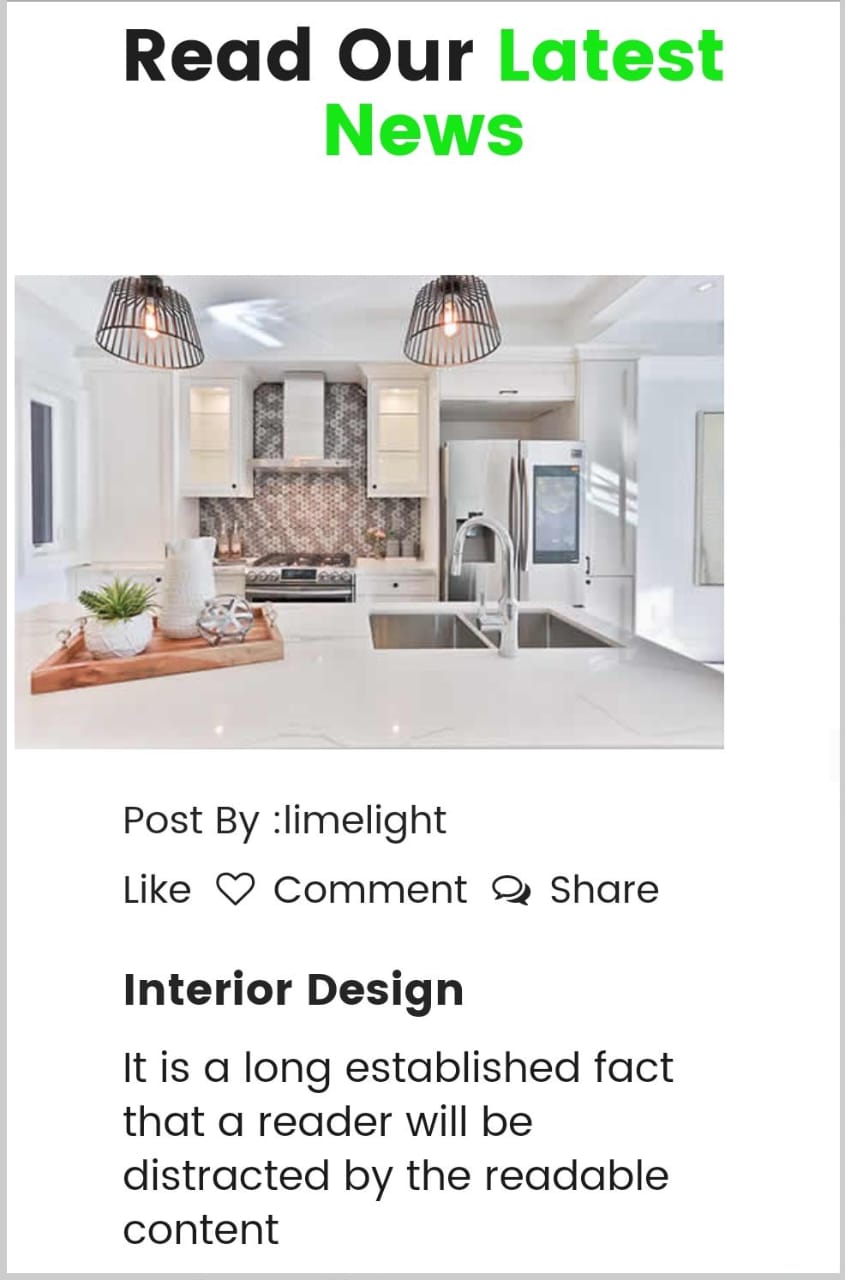 Read Our Latest
News
Post By :limelight
Like Comment Share
Interior Design
It is a long established fact
that a reader will be
distracted by the readable
content